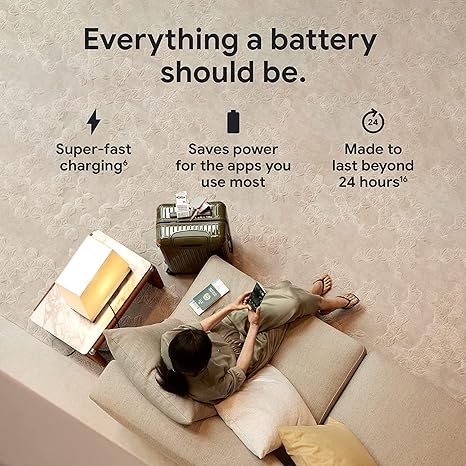 Everything a battery
should be.
Super-fast
charging⁶
Saves power
for the apps you
use most
24
Made to
last beyond
24 hours¹⁶